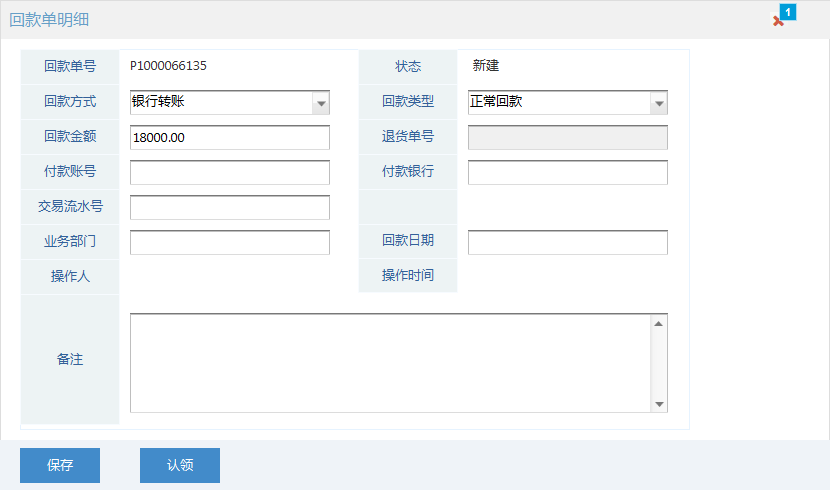 回款单明细
1
回款单号 P1000066135 状态 新建
回款方式 银行转账 回款类型 正常回款
回款金额 18000.00 退货单号
付款账号 付款银行
交易流水号
业务部门 回款日期
操作人 操作时间
备注
保存 认领